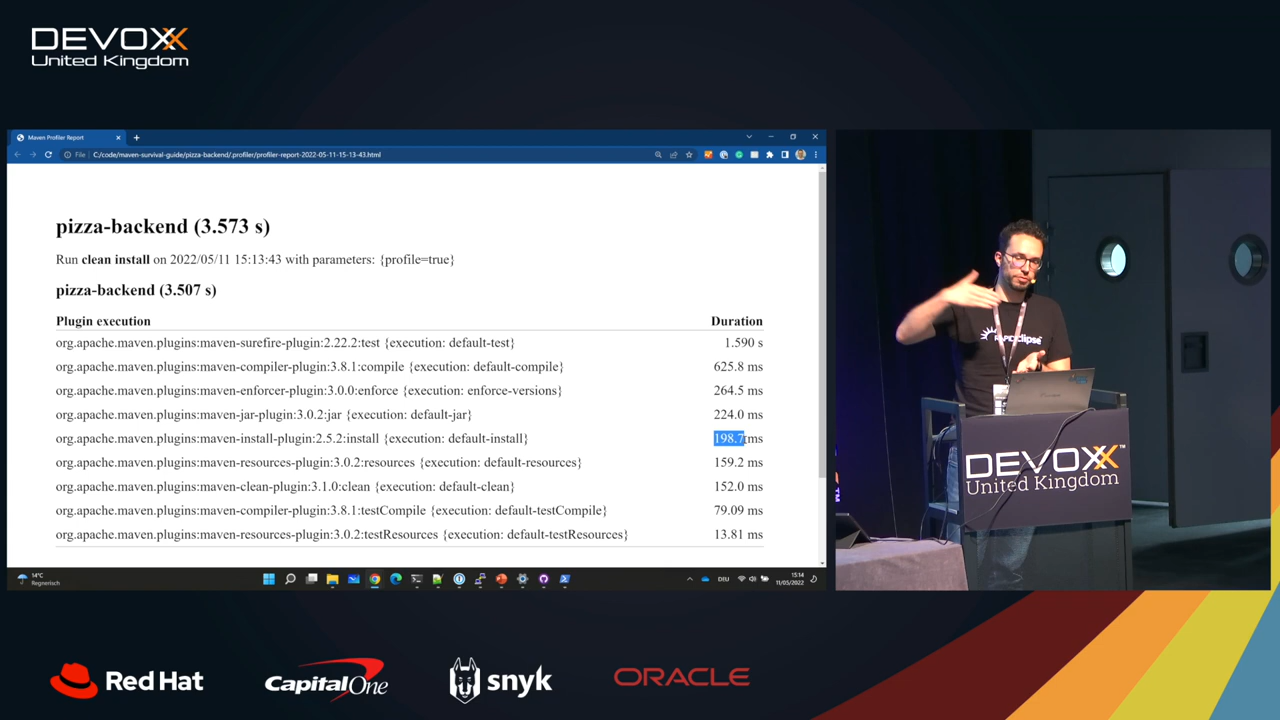 DEVOXX
United Kingdom
Maven Profiler Report
File C:/code/maven-survival-guide/pizza-backend/.profiler/profiler-report-2022-05-11-15-13-43.html
pizza-backend (3.573 s)
Run clean install on 2022/05/11 15:13:43 with parameters: {profile=true}
pizza-backend (3.507 s)
Plugin execution Duration
org.apache.maven.plugins:maven-surefire-plugin:2.22.2:test {execution: default-test} 1.590 s
org.apache.maven.plugins:maven-compiler-plugin:3.8.1:compile {execution: default-compile} 625.8 ms
org.apache.maven.plugins:maven-enforcer-plugin:3.0.0:enforce {execution: enforce-versions} 264.5 ms
org.apache.maven.plugins:maven-jar-plugin:3.0.2:jar {execution: default-jar} 224.0 ms
org.apache.maven.plugins:maven-install-plugin:2.5.2:install {execution: default-install} 198.7 ms
org.apache.maven.plugins:maven-resources-plugin:3.0.2:resources {execution: default-resources} 159.2 ms
org.apache.maven.plugins:maven-clean-plugin:3.1.0:clean {execution: default-clean} 152.0 ms
org.apache.maven.plugins:maven-compiler-plugin:3.8.1:testCompile {execution: default-testCompile} 79.09 ms
org.apache.maven.plugins:maven-resources-plugin:3.0.2:testResources {execution: default-testResources} 13.81 ms
14°C
Regnerisch
DEU
15:14
11/05/2022
RAPIDclipse
DEVOXX™
United Kingdom
Red Hat
Capital One
snyk
ORACLE